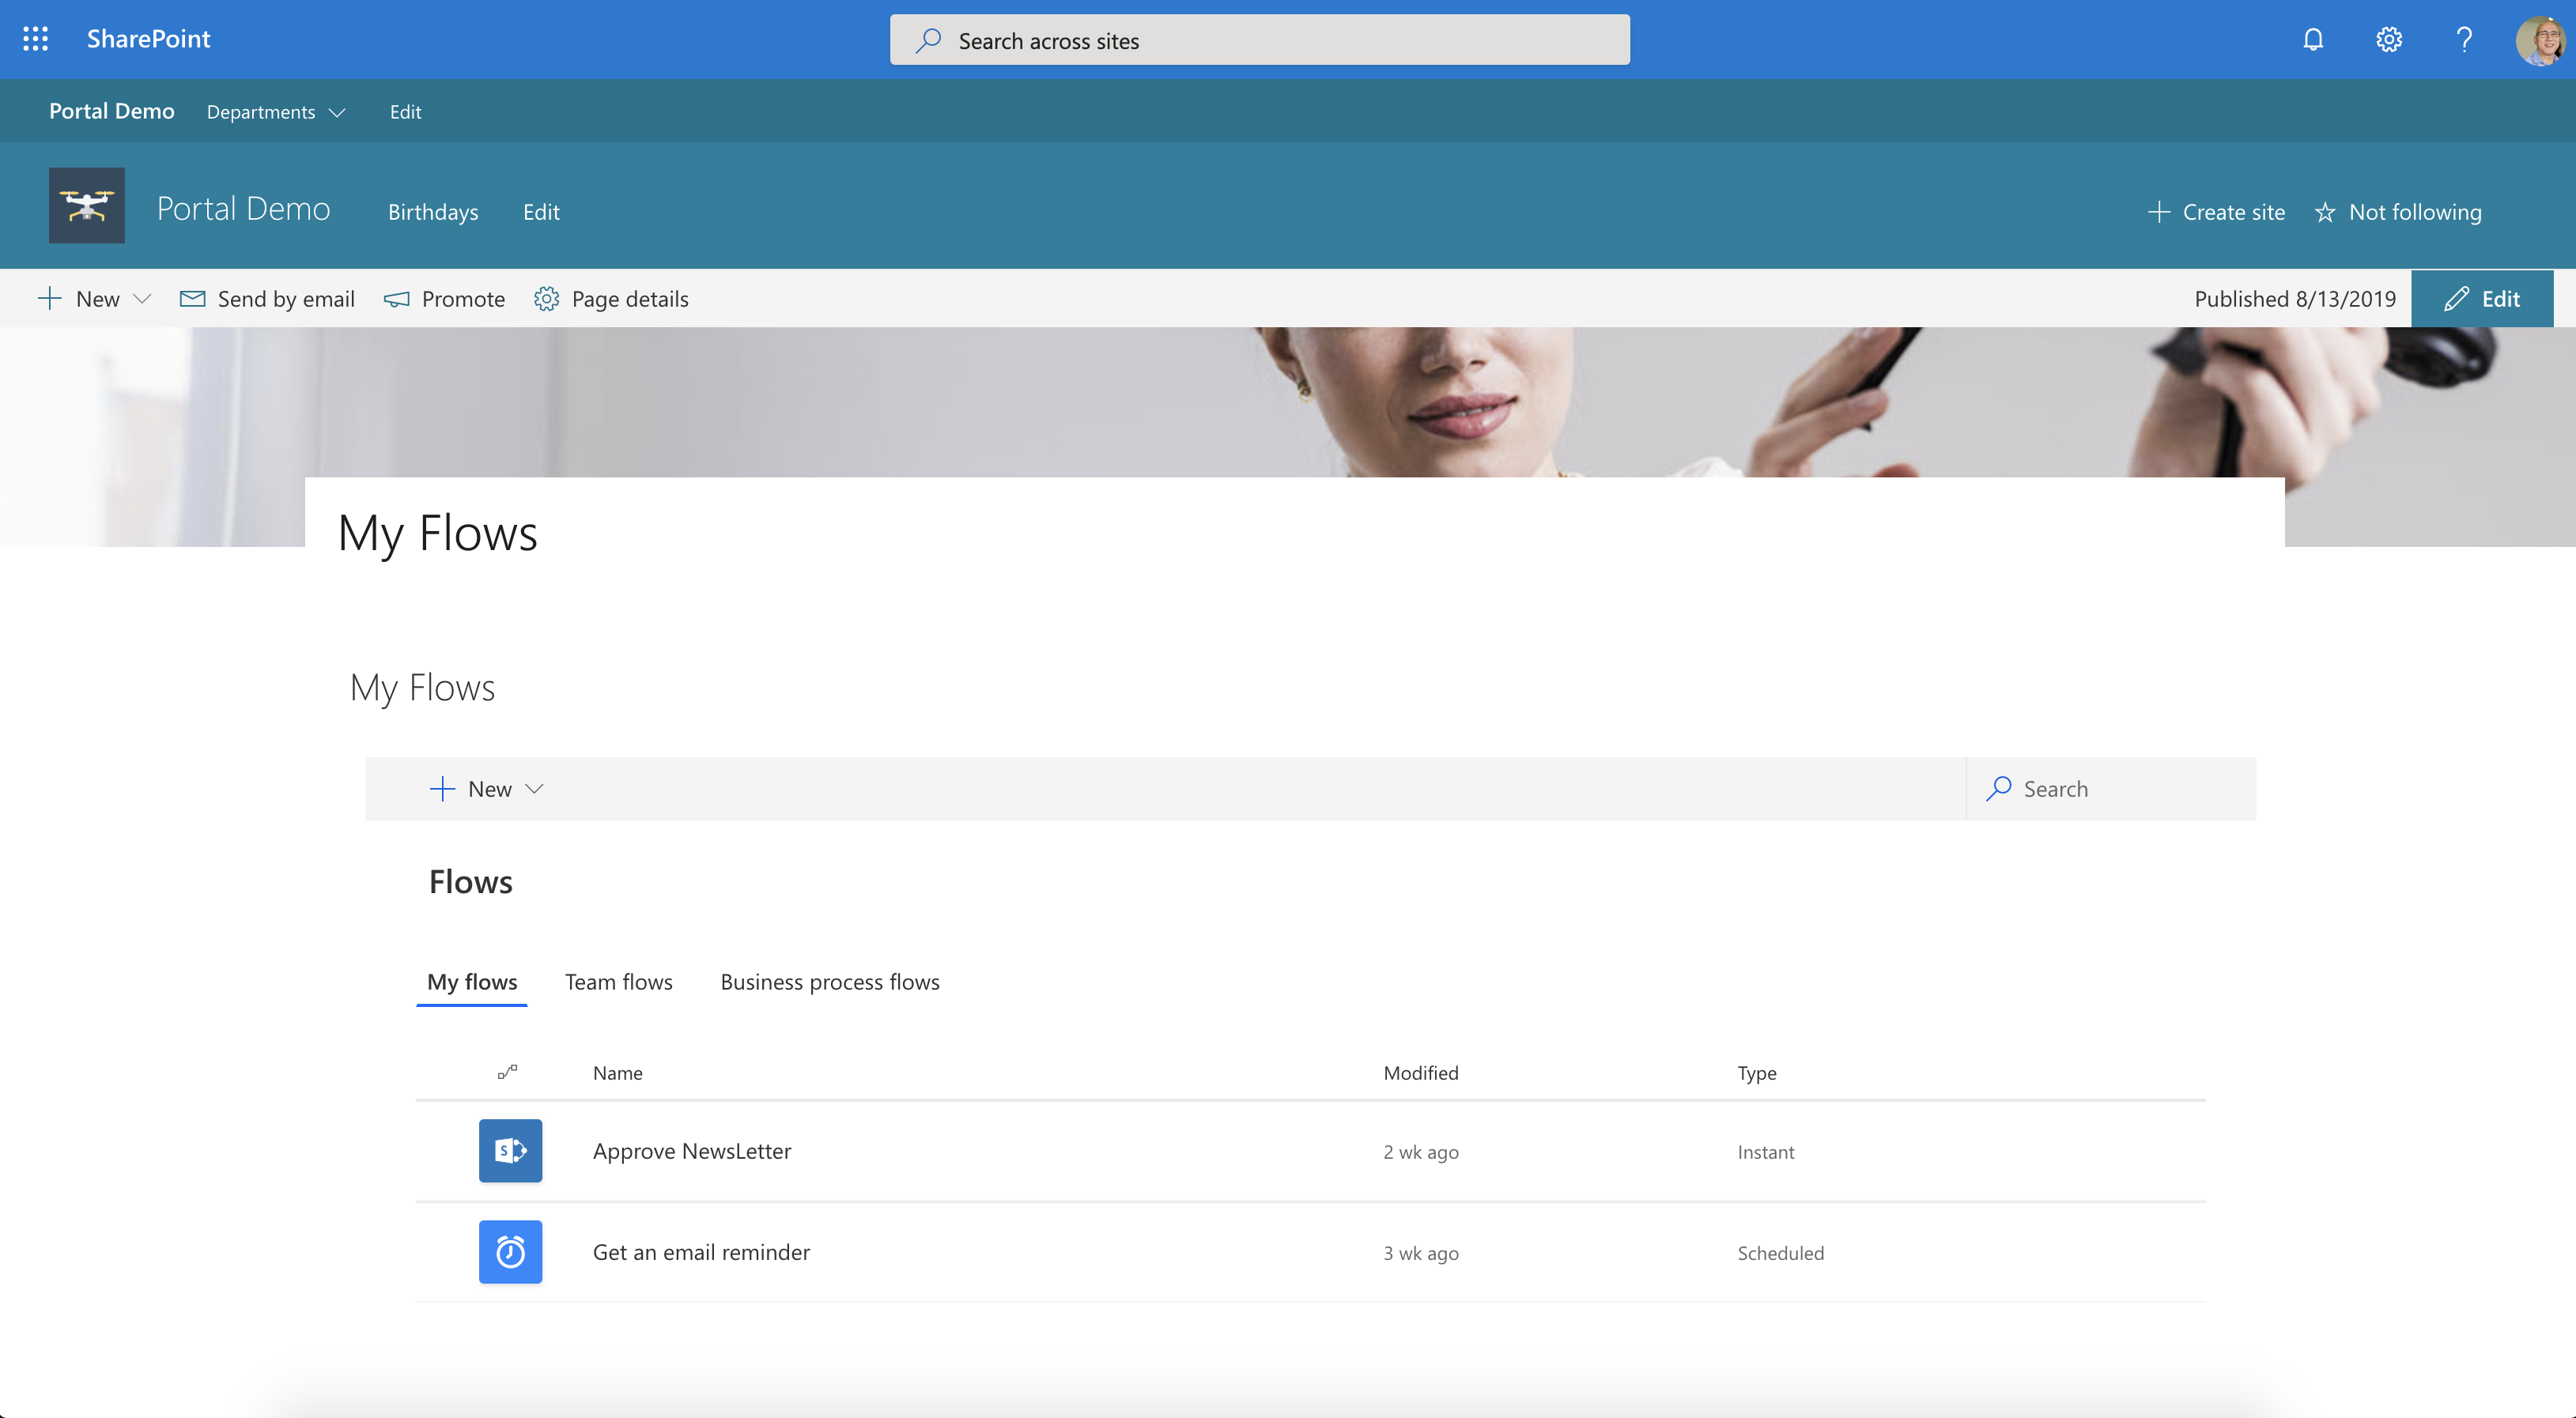 SharePoint
Search across sites
Portal Demo Departments Edit
Portal Demo Birthdays Edit
Create site Not following
New Send by email Promote Page details
Published 8/13/2019 Edit
My Flows
My Flows
New
Search
Flows
My flows Team flows Business process flows
Name Modified Type
S
Approve NewsLetter 2 wk ago Instant
Get an email reminder 3 wk ago Scheduled